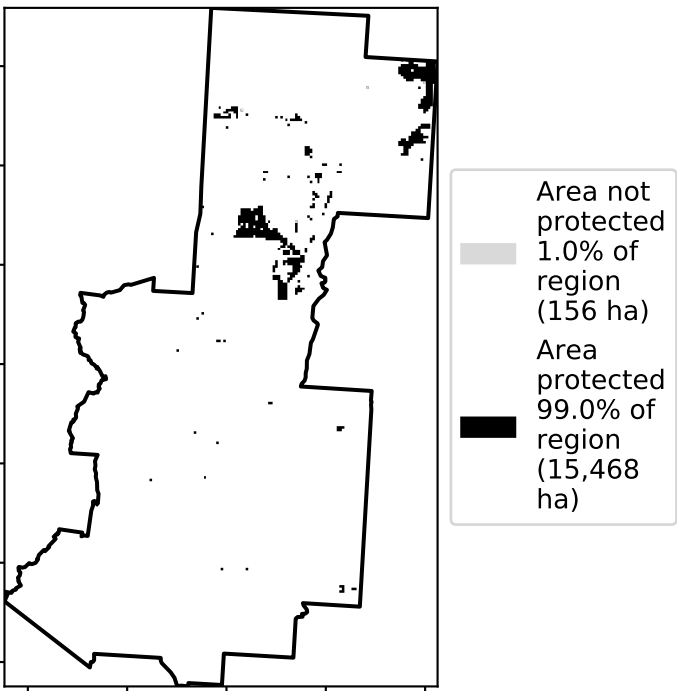 Area not
protected
1.0% of
region
(156 ha)
Area
protected
99.0% of
region
(15,468
ha)